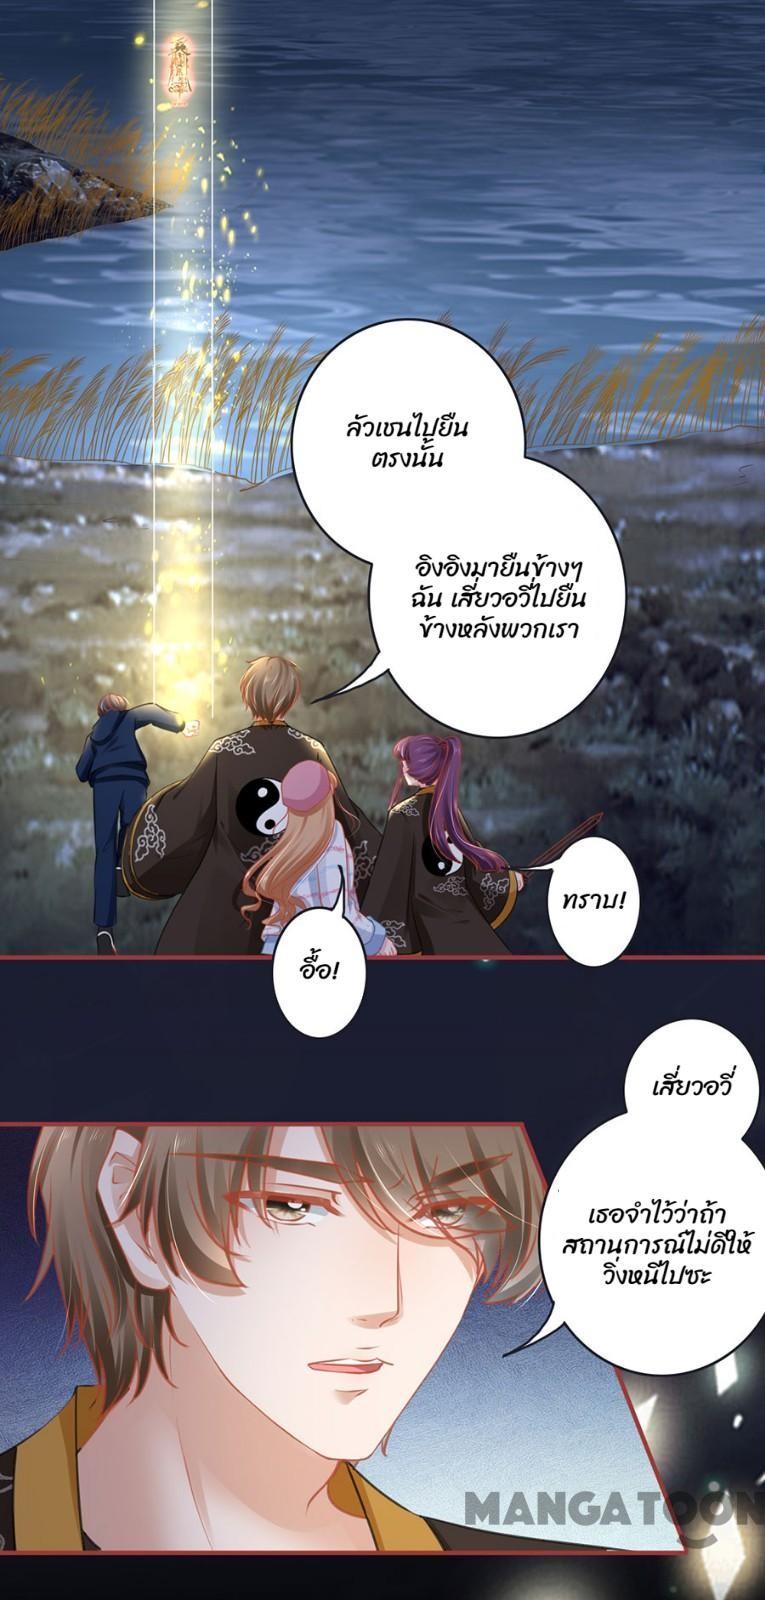 ลัวเชนไปยืน
ตรงนั้น
อิงอิงมายืนข้างๆ
ฉัน เสี่ยวอวี่ไปยืน
ข้างหลังพวกเรา
ทราบ!
อื้อ!
เสี่ยวอวี่
เธอจำไว้ว่าถ้า
สถานการณ์ไม่ดีให้
วิ่งหนีไปซะ
MANGATOON